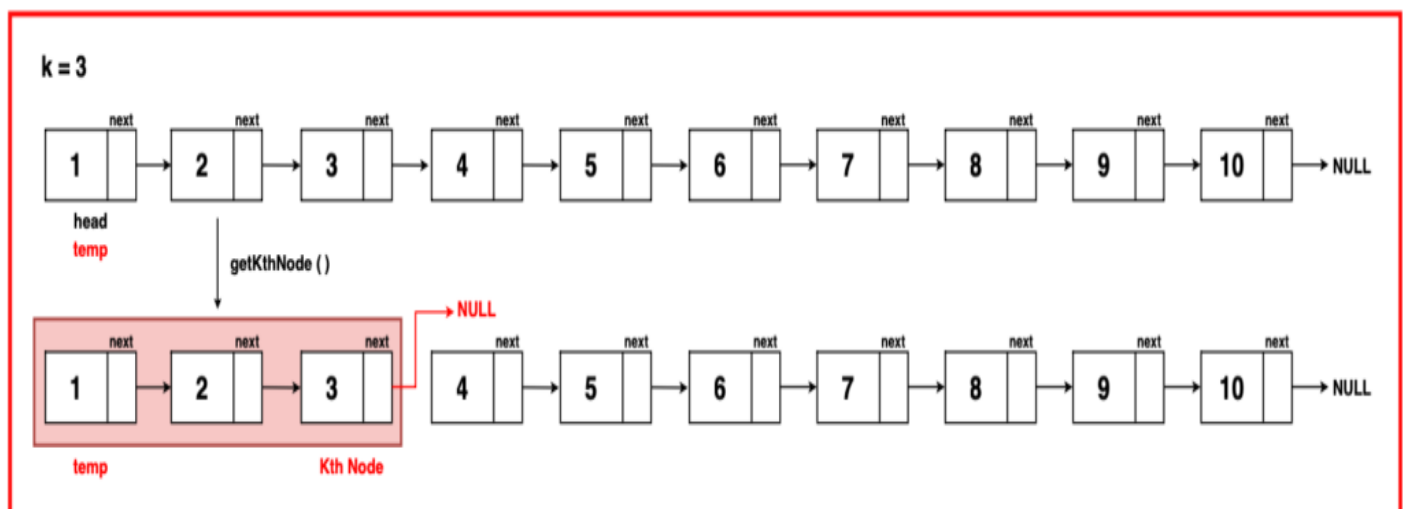 k = 3
next next next next next next next next next next
1 2 3 4 5 6 7 8 9 10 NULL
head
temp
getKthNode ( )
NULL
next next next next next next next next next next
1 2 3 4 5 6 7 8 9 10 NULL
temp Kth Node